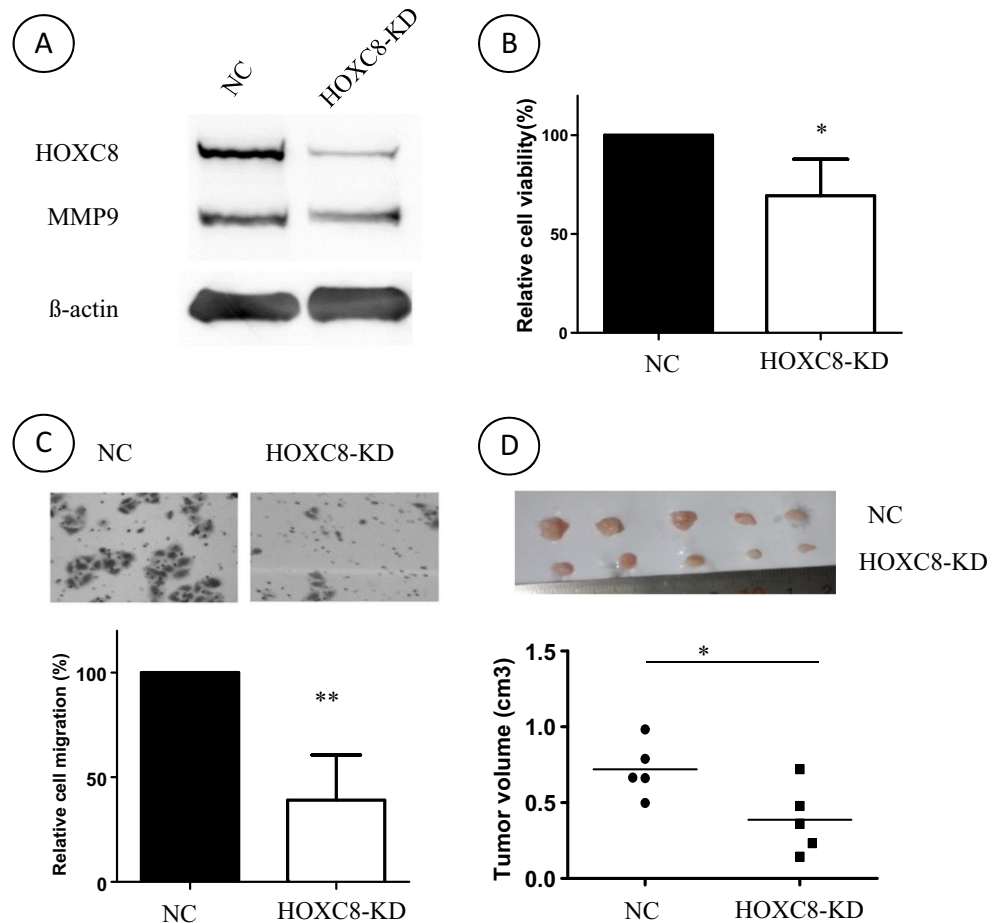 A
NC
HOXC8-KD
HOXC8
MMP9
ß-actin
B
Relative cell viability(%)
100
50
0
*
NC
HOXC8-KD
C
NC
HOXC8-KD
Relative cell migration (%)
100
50
0
**
NC
HOXC8-KD
D
NC
HOXC8-KD
Tumor volume (cm3)
1.5
1.0
0.5
0.0
*
NC
HOXC8-KD